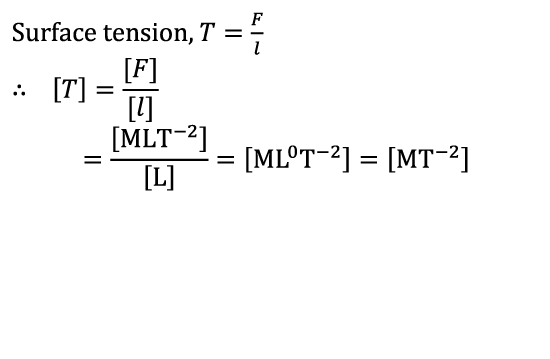 Surface tension, T = F/l
∴ [T] = [F]/[l]
= [MLT⁻²]/[L] = [ML⁰T⁻²] = [MT⁻²]